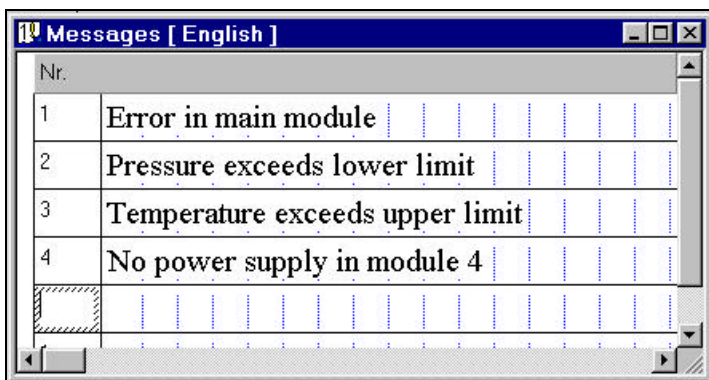 Messages [ English ]
Nr.
1 Error in main module
2 Pressure exceeds lower limit
3 Temperature exceeds upper limit
4 No power supply in module 4